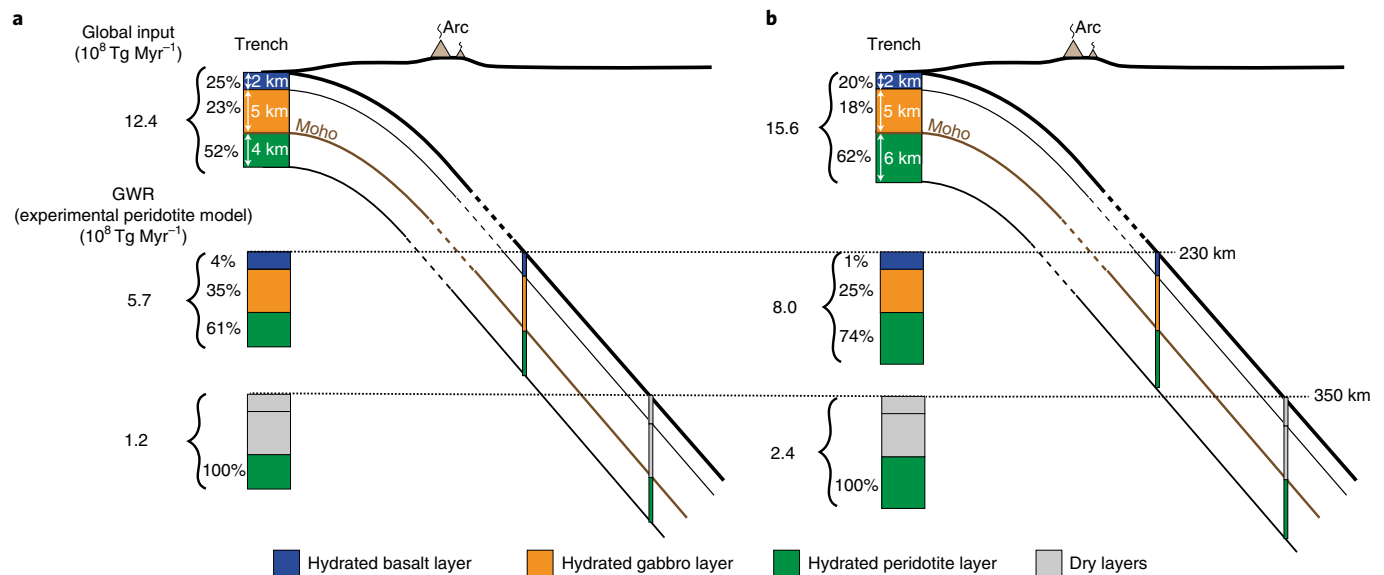 a
Global input
(10⁸ Tg Myr⁻¹)
Trench
Arc
25%
2 km
23%
5 km
12.4
Moho
52%
4 km
GWR
(experimental peridotite model)
(10⁸ Tg Myr⁻¹)
4%
35%
5.7
61%
1.2
100%
b
Trench
Arc
20%
2 km
18%
5 km
15.6
Moho
62%
6 km
230 km
1%
25%
8.0
74%
350 km
2.4
100%
Hydrated basalt layer
Hydrated gabbro layer
Hydrated peridotite layer
Dry layers